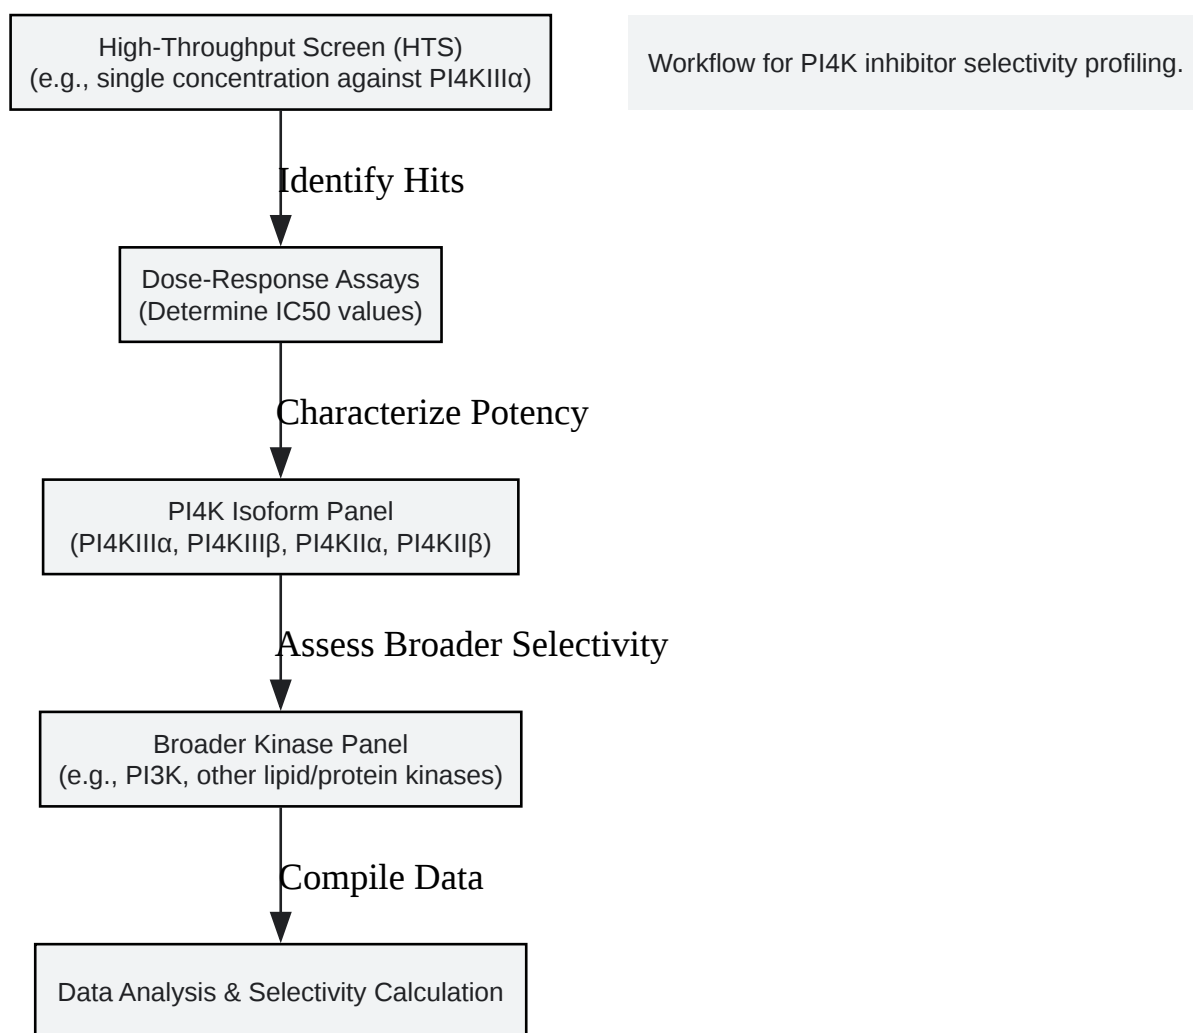 High-Throughput Screen (HTS)
(e.g., single concentration against PI4KIIIα)
Workflow for PI4K inhibitor selectivity profiling.
Identify Hits
Dose-Response Assays
(Determine IC50 values)
Characterize Potency
PI4K Isoform Panel
(PI4KIIIα, PI4KIIIβ, PI4KIIα, PI4KIIβ)
Assess Broader Selectivity
Broader Kinase Panel
(e.g., PI3K, other lipid/protein kinases)
Compile Data
Data Analysis & Selectivity Calculation